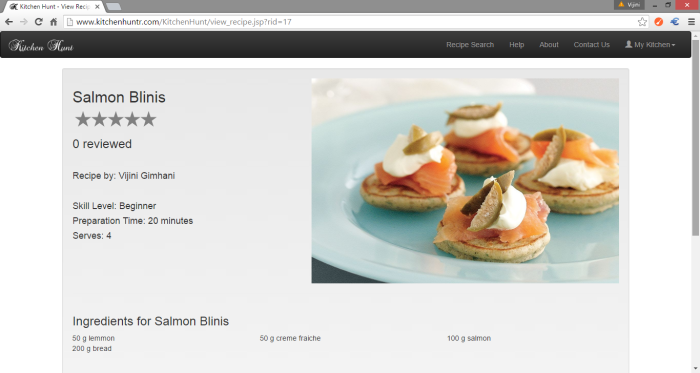 Kitchen Hunt - View Recip
Vijini
www.kitchenhuntr.com/KitchenHunt/view_recipe.jsp?rid=17
Kitchen Hunt
Recipe Search
Help
About
Contact Us
My Kitchen
Salmon Blinis
0 reviewed
Recipe by: Vijini Gimhani
Skill Level: Beginner
Preparation Time: 20 minutes
Serves: 4
Ingredients for Salmon Blinis
50 g lemmon
50 g creme fraiche
100 g salmon
200 g bread